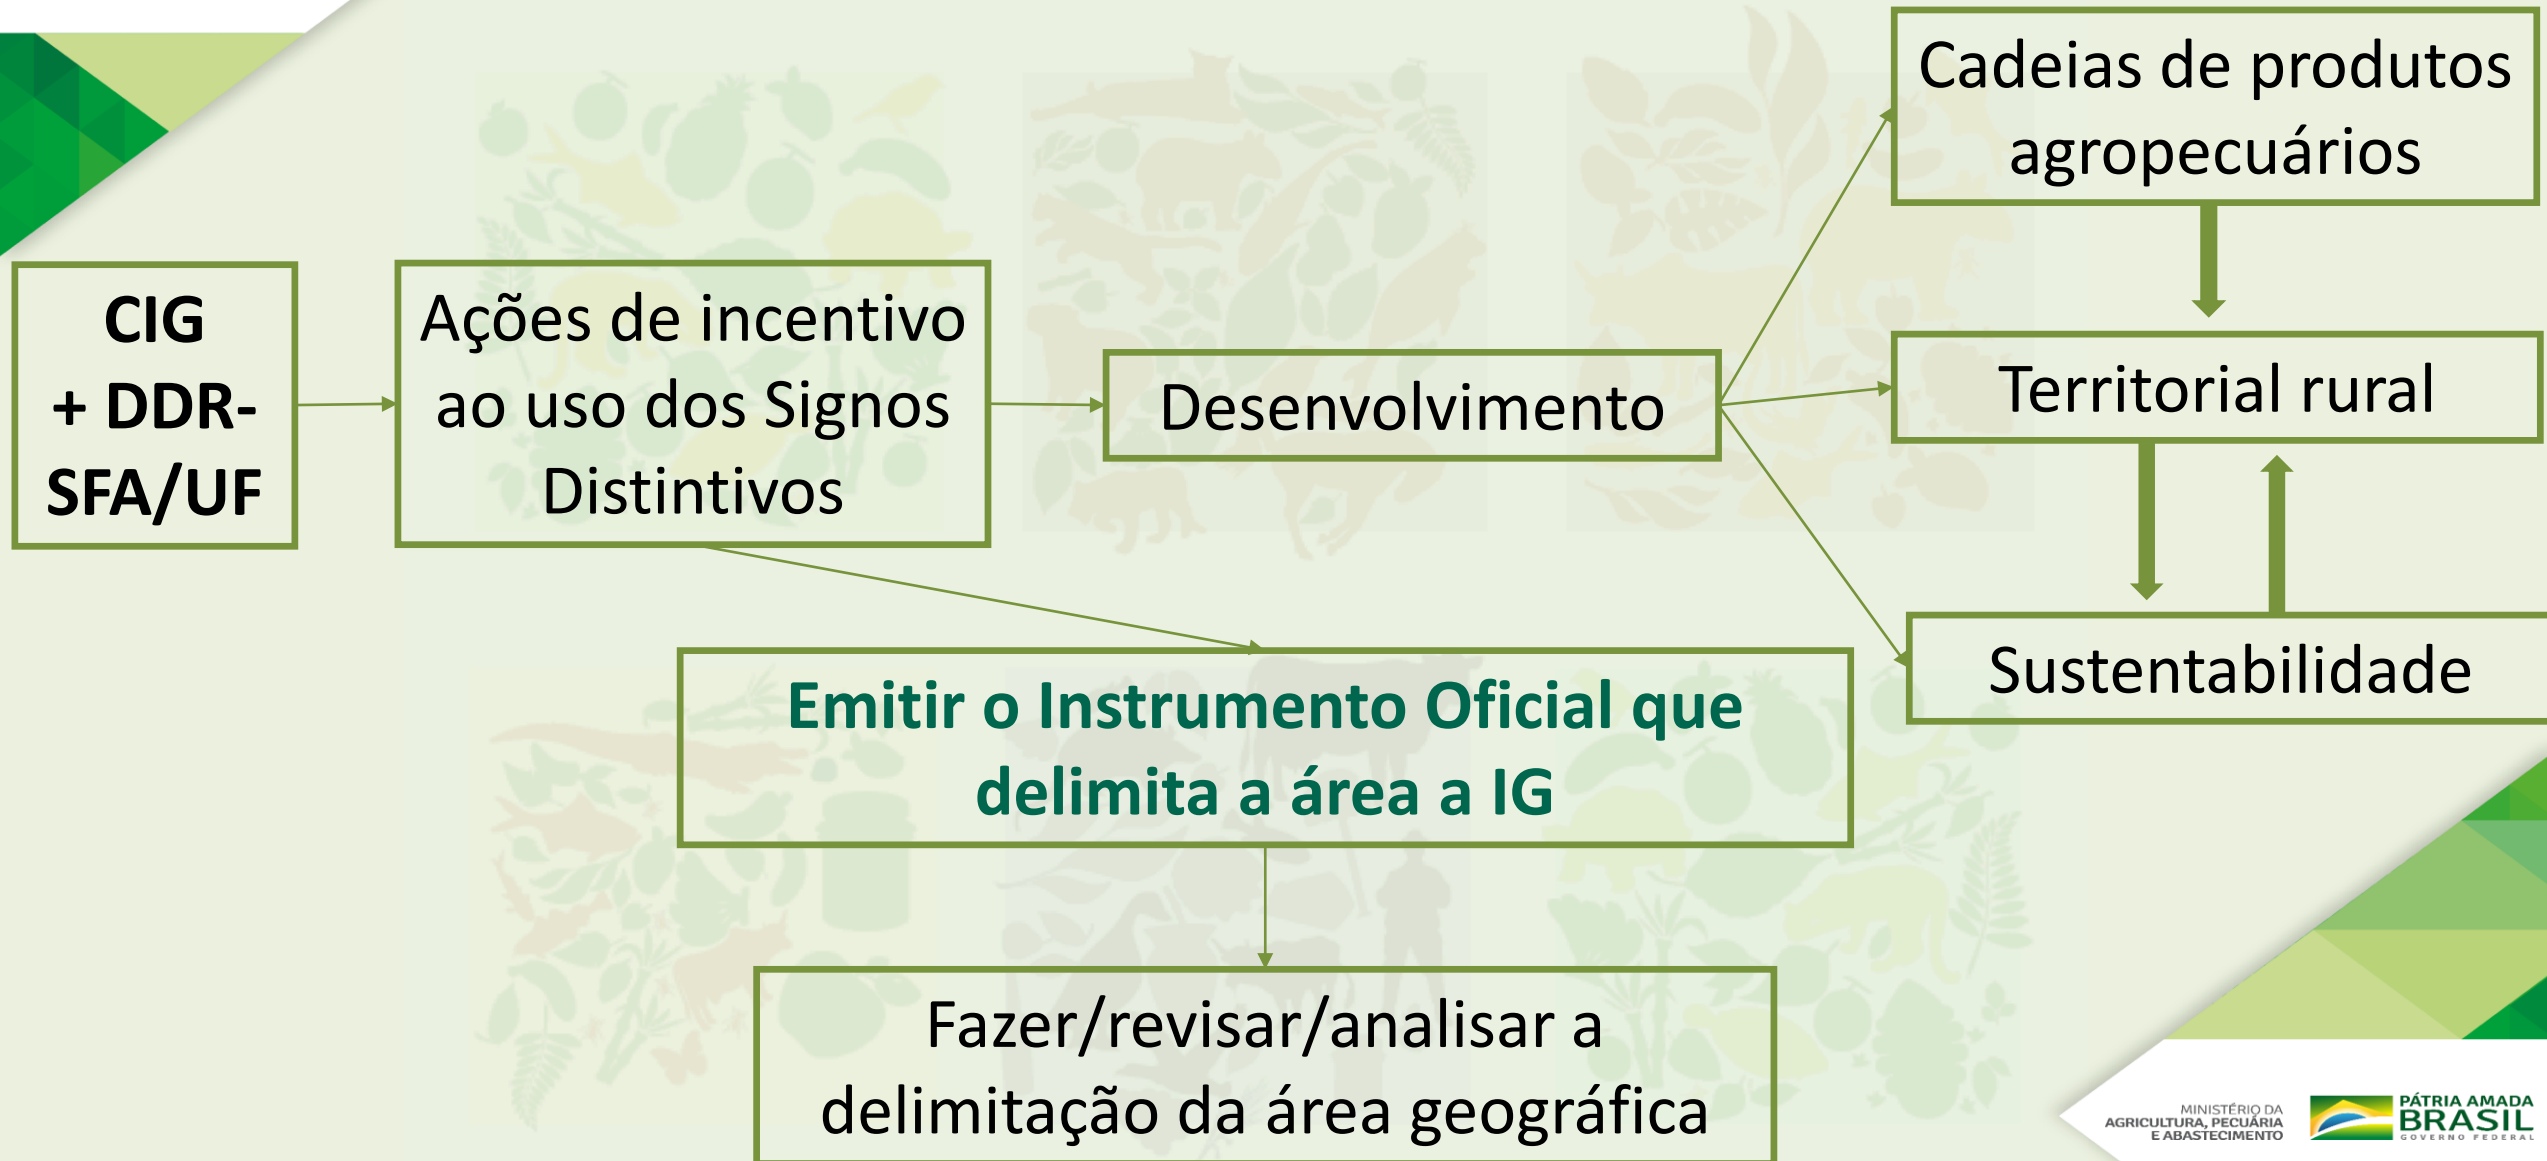 Cadeias de produtos
agropecuários
CIG
+ DDR-
SFA/UF
Ações de incentivo
ao uso dos Signos
Distintivos
Desenvolvimento
Territorial rural
Sustentabilidade
Emitir o Instrumento Oficial que
delimita a área a IG
Fazer/revisar/analisar a
delimitação da área geográfica
MINISTÉRIO DA
AGRICULTURA, PECUÁRIA
E ABASTECIMENTO
PÁTRIA AMADA
BRASIL
GOVERNO FEDERAL